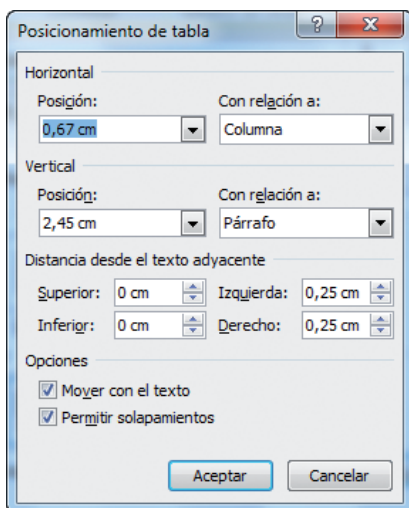 Posicionamiento de tabla
Horizontal
Posición: Con relación a:
0,67 cm Columna
Vertical
Posición: Con relación a:
2,45 cm Párrafo
Distancia desde el texto adyacente
Superior: 0 cm Izquierda: 0,25 cm
Inferior: 0 cm Derecho: 0,25 cm
Opciones
Mover con el texto
Permitir solapamientos
Aceptar Cancelar